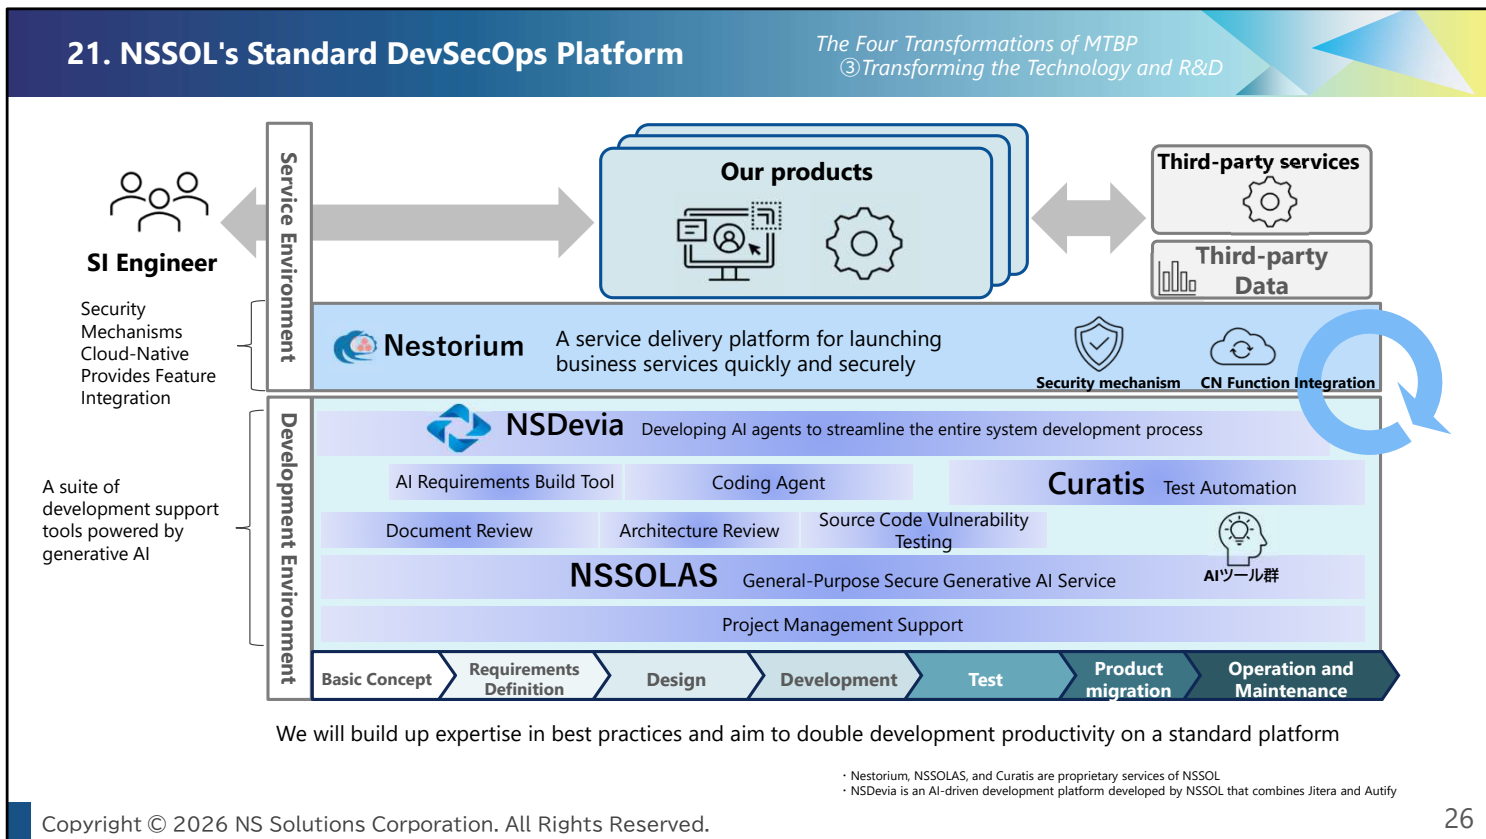 21. NSSOL's Standard DevSecOps Platform
The Four Transformations of MTBP
③Transforming the Technology and R&D
SI Engineer
Security
Mechanisms
Cloud-Native
Provides Feature
Integration
A suite of
development support
tools powered by
generative AI
Service Environment
Our products
Third-party services
Third-party
Data
Nestorium
A service delivery platform for launching
business services quickly and securely
Security mechanism
CN Function Integration
Development Environment
NSDevia Developing AI agents to streamline the entire system development process
AI Requirements Build Tool
Coding Agent
Curatis Test Automation
Document Review
Architecture Review
Source Code Vulnerability
Testing
NSSOLAS General-Purpose Secure Generative AI Service
AIツール群
Project Management Support
Basic Concept
Requirements
Definition
Design
Development
Test
Product
migration
Operation and
Maintenance
We will build up expertise in best practices and aim to double development productivity on a standard platform
・Nestorium, NSSOLAS, and Curatis are proprietary services of NSSOL
・NSDevia is an AI-driven development platform developed by NSSOL that combines Jitera and Autify
Copyright © 2026 NS Solutions Corporation. All Rights Reserved.
26